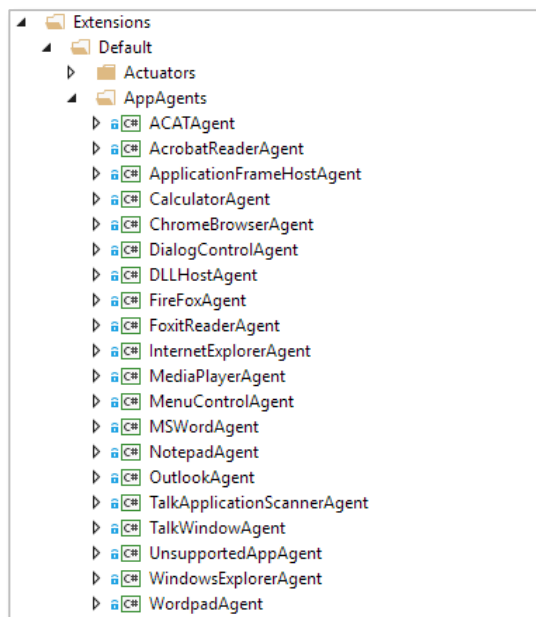 Extensions
Default
Actuators
AppAgents
C# ACATAgent
C# AcrobatReaderAgent
C# ApplicationFrameHostAgent
C# CalculatorAgent
C# ChromeBrowserAgent
C# DialogControlAgent
C# DLLHostAgent
C# FireFoxAgent
C# FoxitReaderAgent
C# InternetExplorerAgent
C# MediaPlayerAgent
C# MenuControlAgent
C# MSWordAgent
C# NotepadAgent
C# OutlookAgent
C# TalkApplicationScannerAgent
C# TalkWindowAgent
C# UnsupportedAppAgent
C# WindowsExplorerAgent
C# WordpadAgent